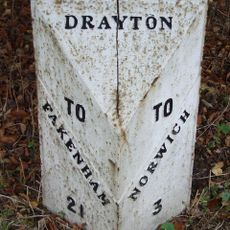 DRAYTON
TO
FAKENHAM
21
TO
NORWICH
3